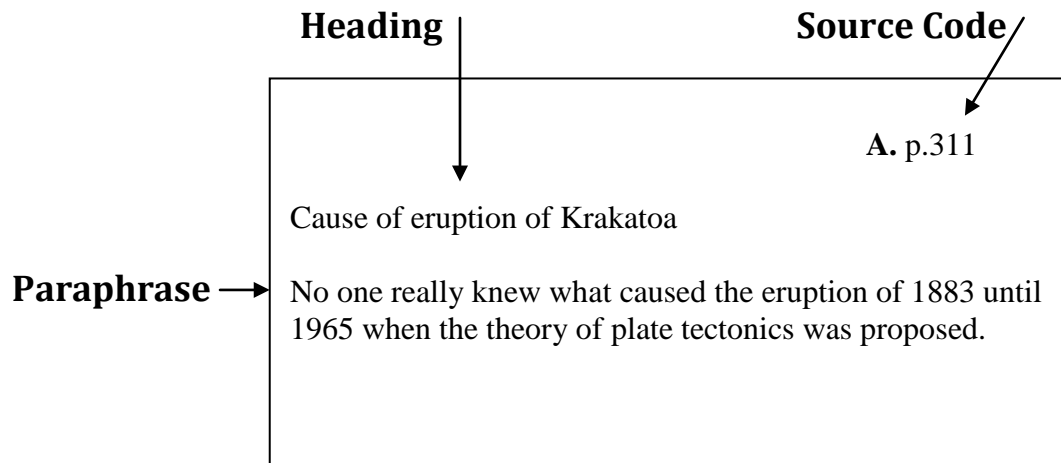 Heading Source Code
A. p.311
Cause of eruption of Krakatoa
Paraphrase No one really knew what caused the eruption of 1883 until
1965 when the theory of plate tectonics was proposed.